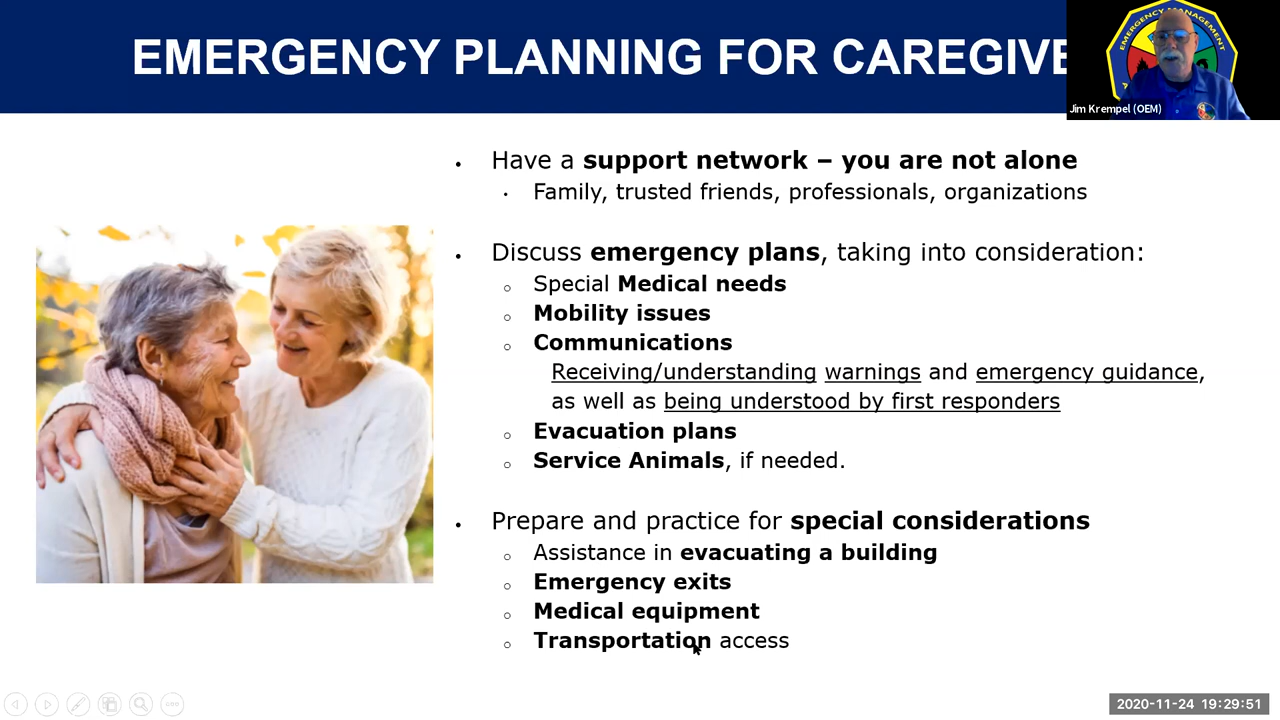 EMERGENCY PLANNING FOR CAREGIVE
EMERGENCY MANAGEMENT
Jim Krempel (OEM)
• Have a support network – you are not alone
• Family, trusted friends, professionals, organizations
• Discuss emergency plans, taking into consideration:
○ Special Medical needs
○ Mobility issues
○ Communications
Receiving/understanding warnings and emergency guidance,
as well as being understood by first responders
○ Evacuation plans
○ Service Animals, if needed.
• Prepare and practice for special considerations
○ Assistance in evacuating a building
○ Emergency exits
○ Medical equipment
○ Transportation access
2020-11-24 19:29:51